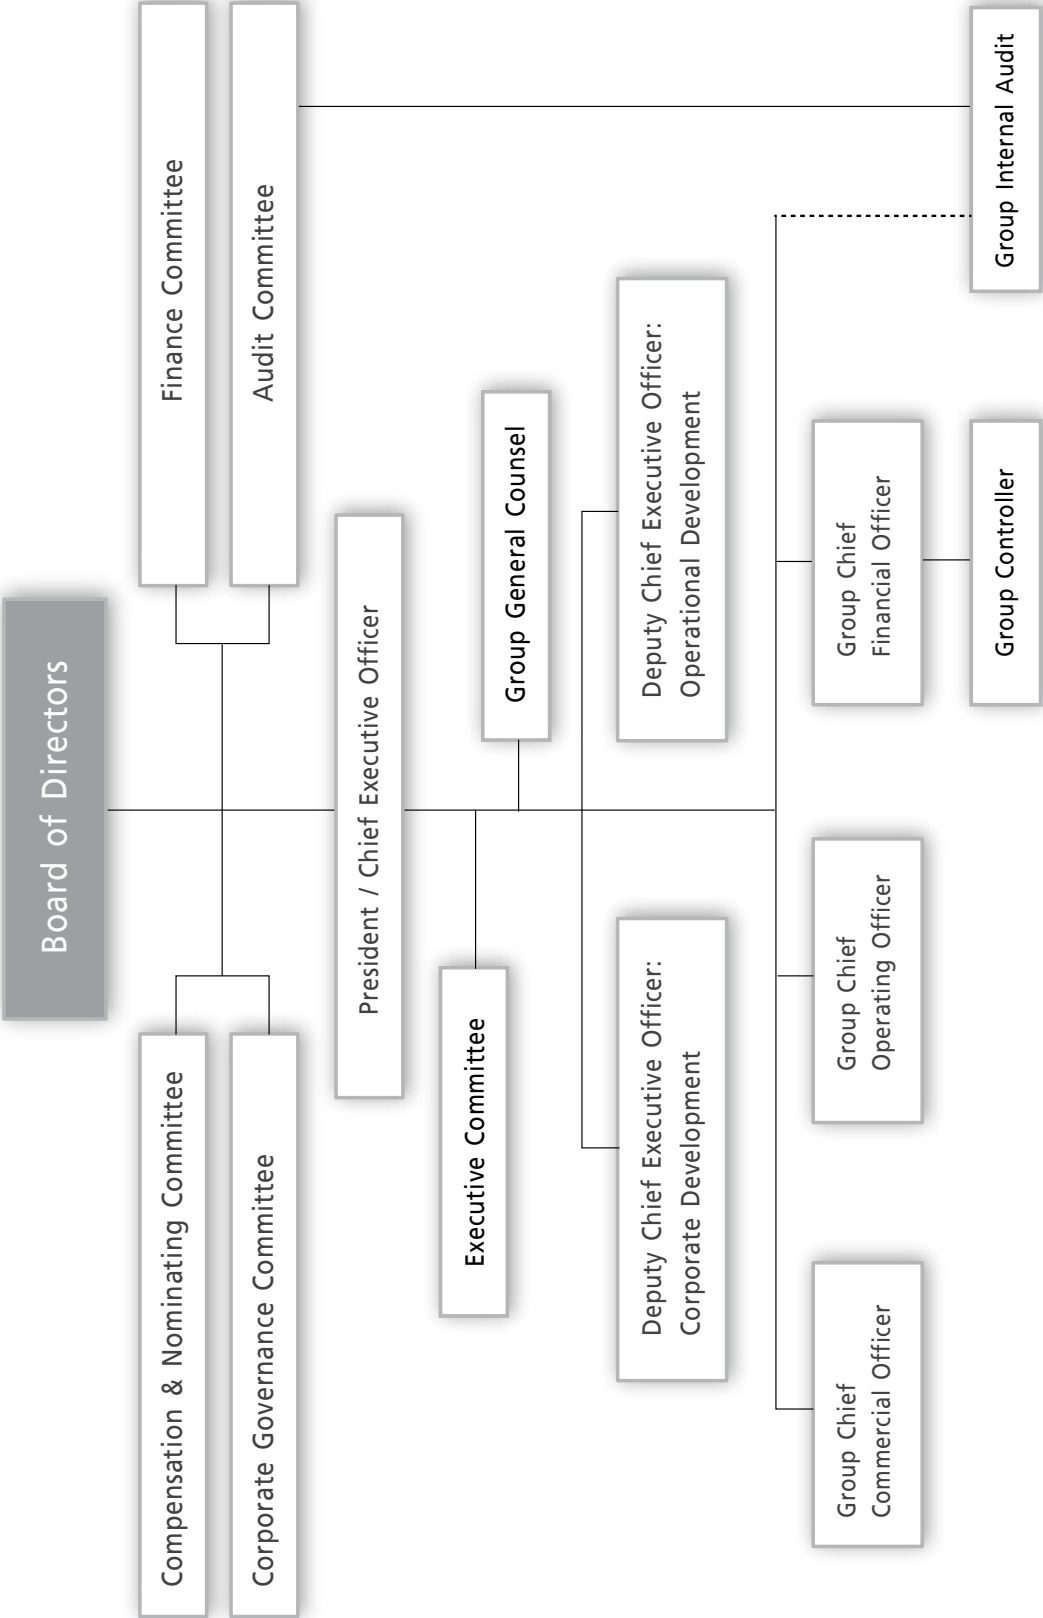 Board of Directors
Compensation & Nominating Committee
Finance Committee
Corporate Governance Committee
Audit Committee
President / Chief Executive Officer
Executive Committee
Group General Counsel
Deputy Chief Executive Officer:
Corporate Development
Deputy Chief Executive Officer:
Operational Development
Group Chief
Commercial Officer
Group Chief
Operating Officer
Group Chief
Financial Officer
Group Controller
Group Internal Audit